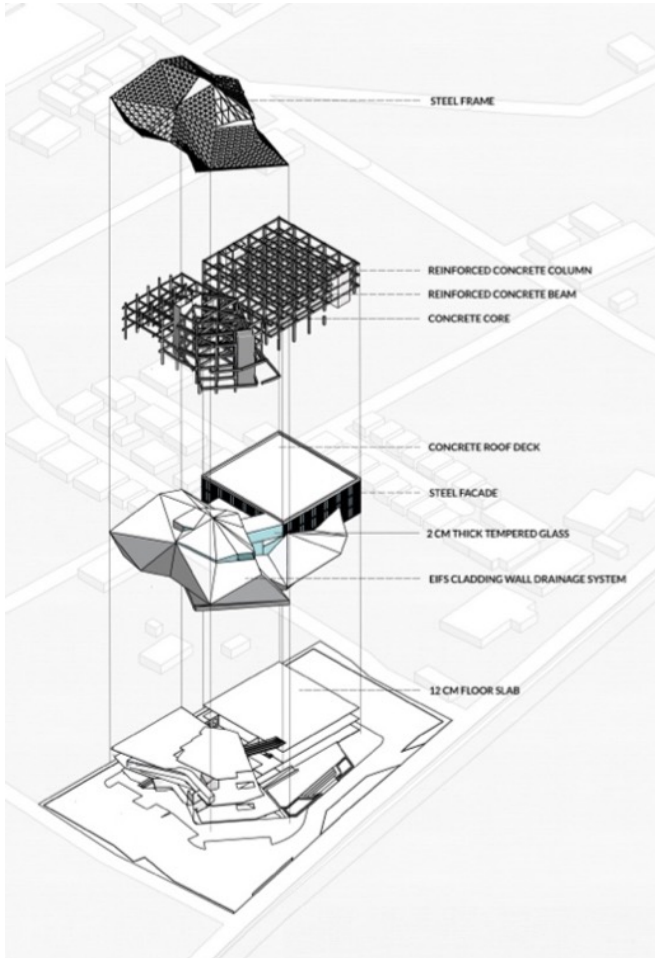 STEEL FRAME
REINFORCED CONCRETE COLUMN
REINFORCED CONCRETE BEAM
CONCRETE CORE
CONCRETE ROOF DECK
STEEL FACADE
2 CM THICK TEMPERED GLASS
EIFS CLADDING WALL DRAINAGE SYSTEM
12 CM FLOOR SLAB